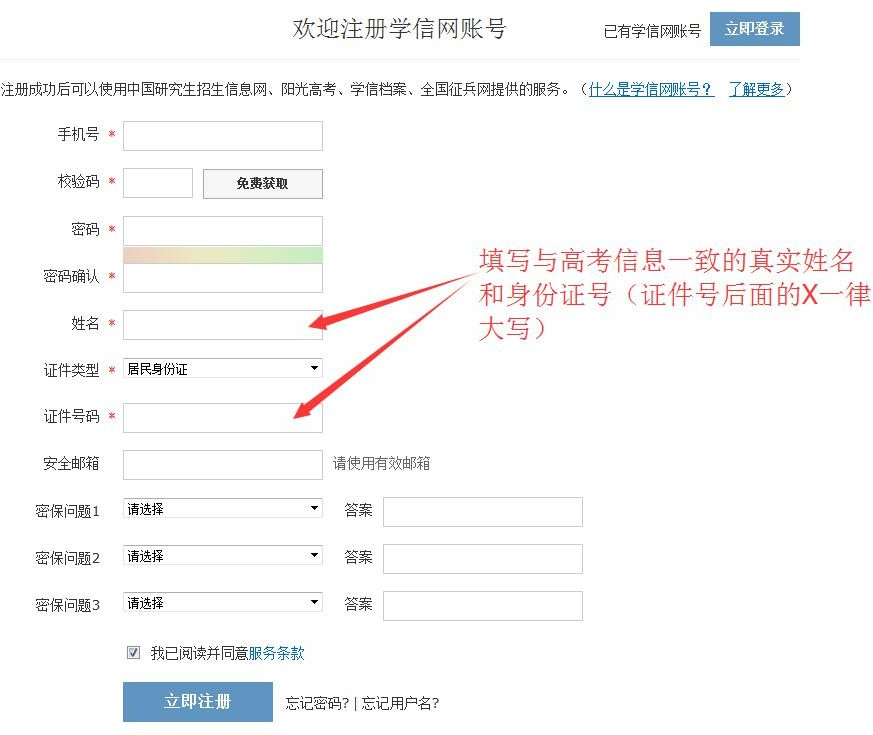 欢迎注册学信网账号
已有学信网账号 立即登录
注册成功后可以使用中国研究生招生信息网、阳光高考、学信档案、全国征兵网提供的服务。（什么是学信网账号？ 了解更多）
手机号 *
校验码 * 免费获取
密码 *
密码确认 *
姓名 *
填写与高考信息一致的真实姓名
和身份证号（证件号后面的X一律
大写）
证件类型 * 居民身份证
证件号码 *
安全邮箱 请使用有效邮箱
密保问题1 请选择 答案
密保问题2 请选择 答案
密保问题3 请选择 答案
我已阅读并同意服务条款
立即注册 忘记密码? | 忘记用户名?